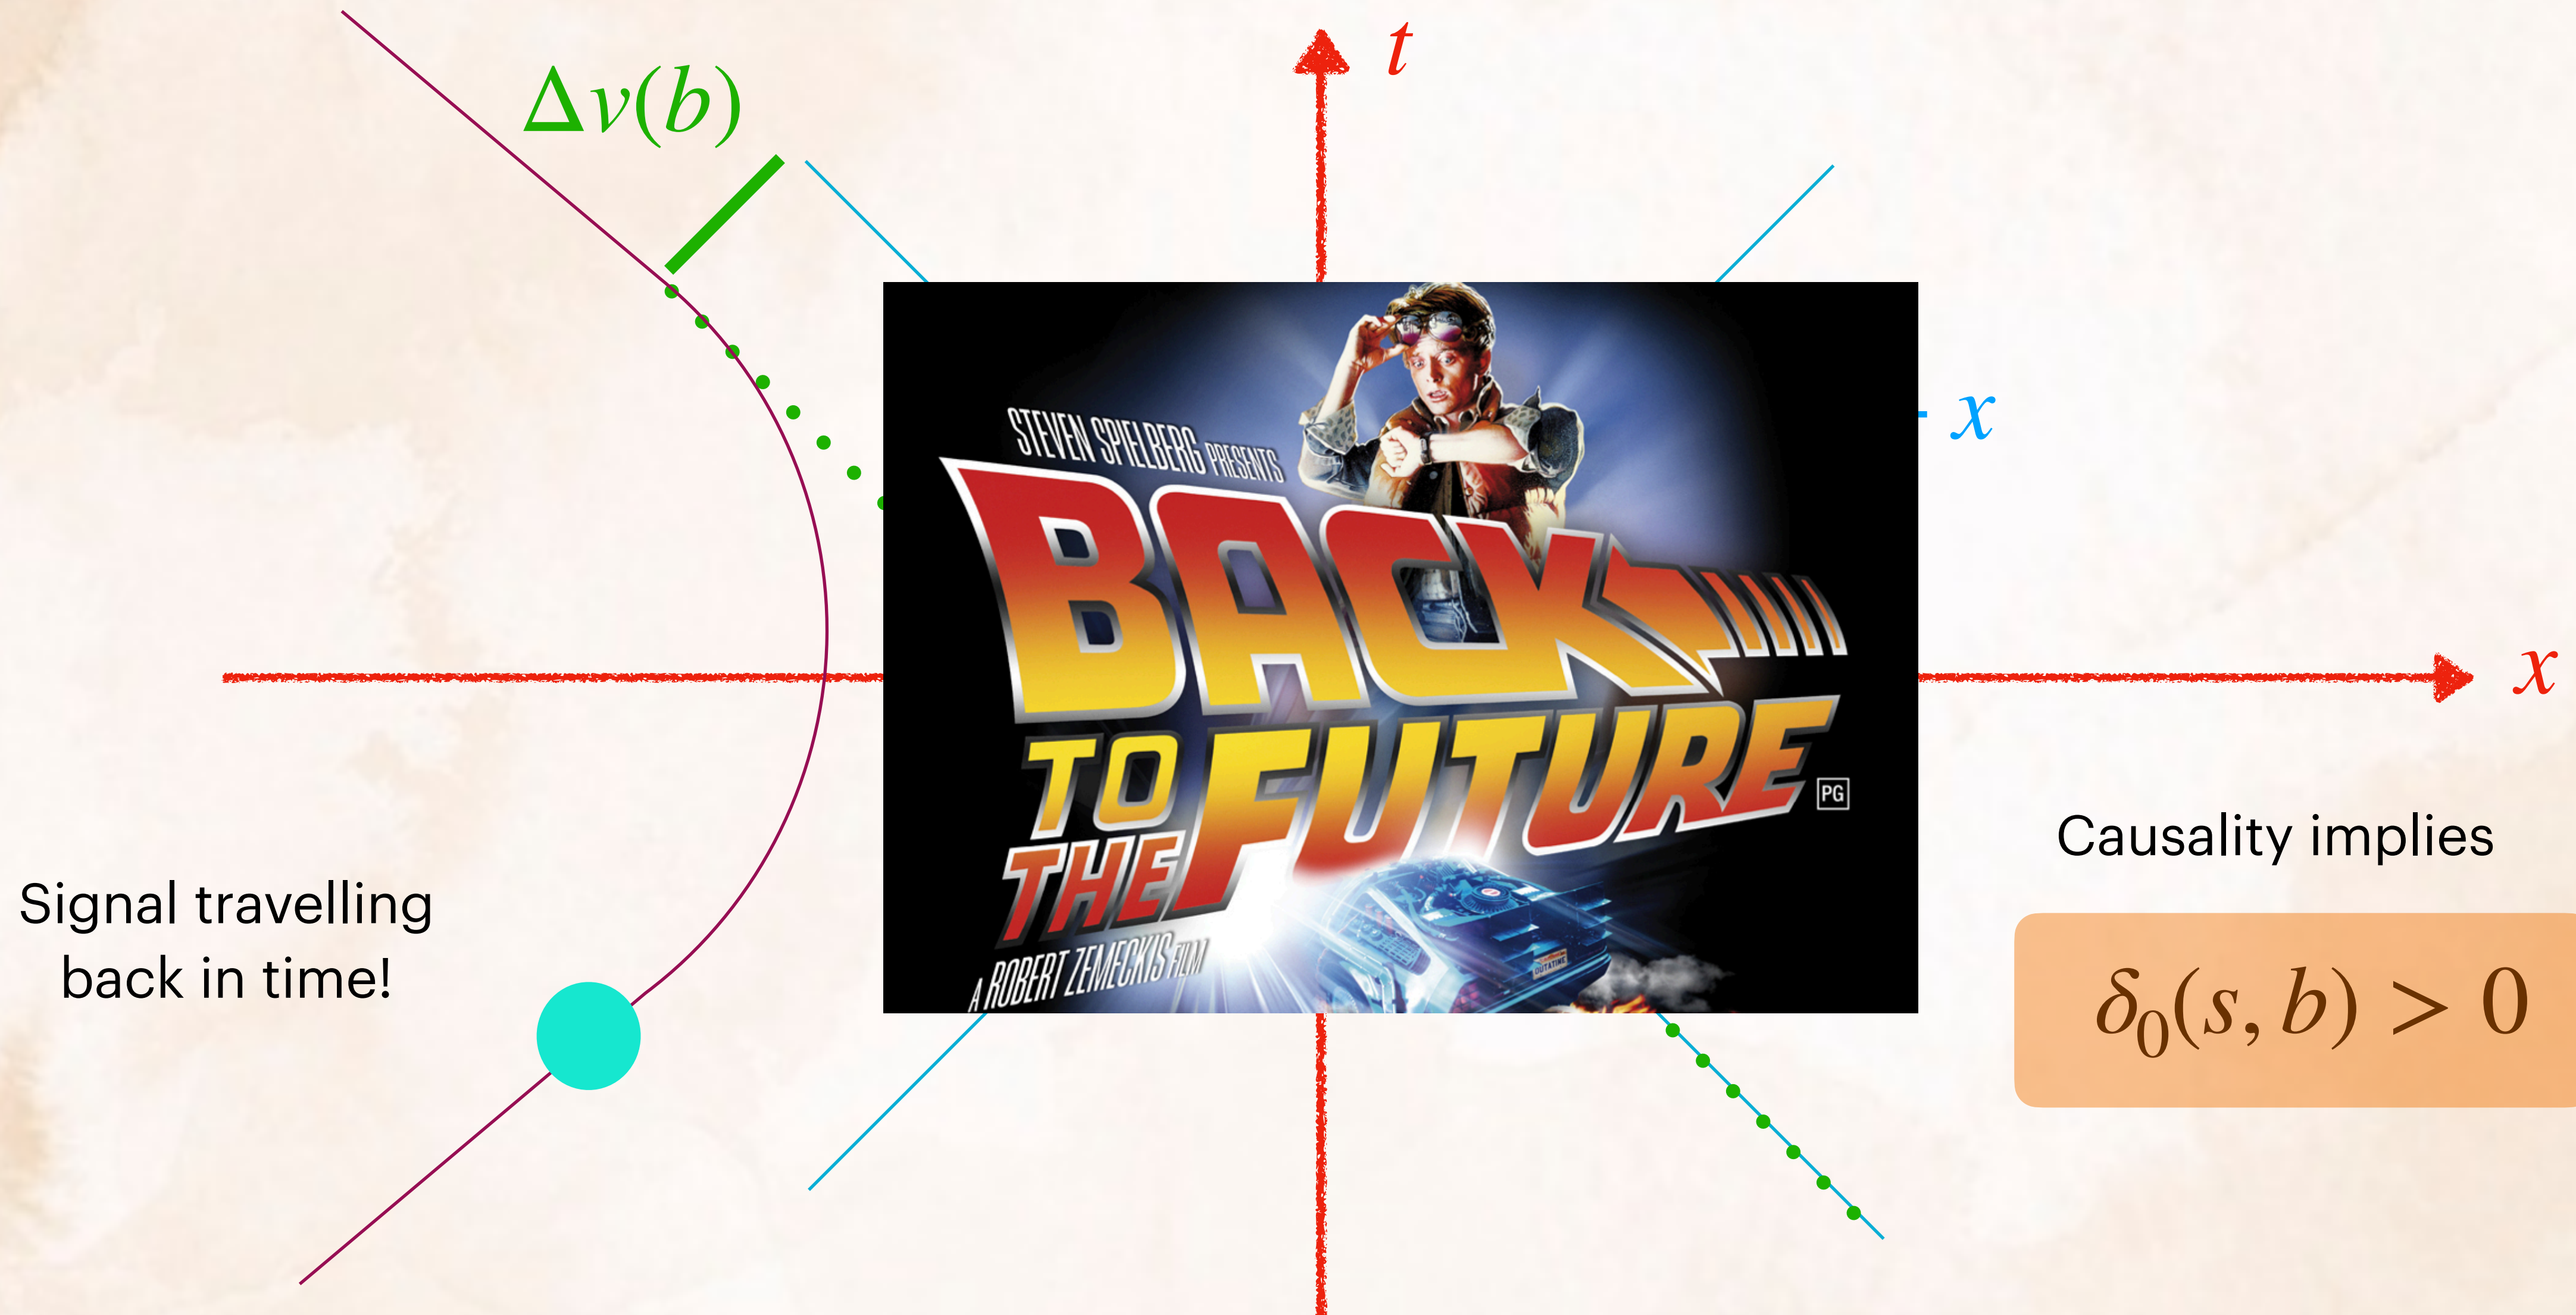 t
Δv(b)
- x
STEVEN SPIELBERG PRESENTS
BACK
TO THE FUTURE
PG
A ROBERT ZEMECKIS FILM
OUTATIME
x
Causality implies
δ₀(s, b) > 0
Signal travelling
back in time!